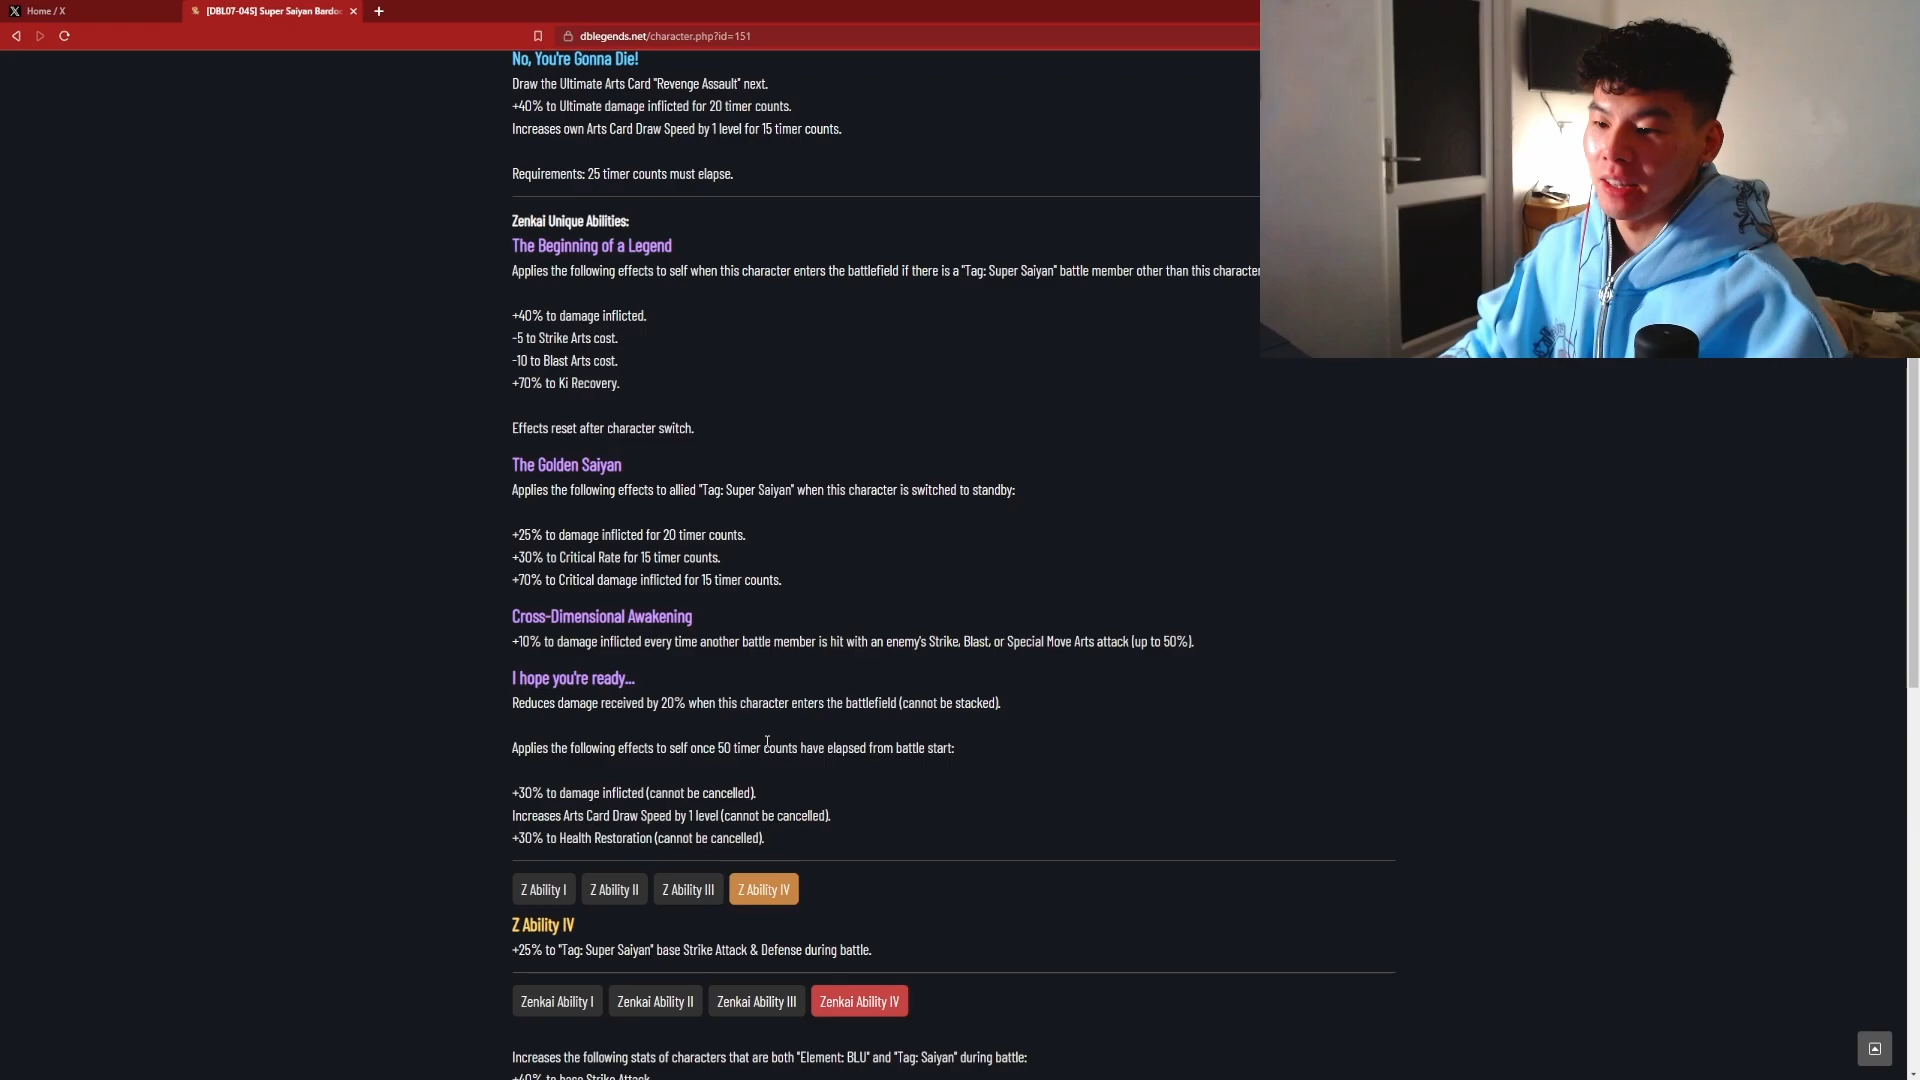 Home / X
[DBL07-04S] Super Saiyan Bardo
dblegends.net/character.php?id=151
No, You're Gonna Die!
Draw the Ultimate Arts Card "Revenge Assault" next.
+40% to Ultimate damage inflicted for 20 timer counts.
Increases own Arts Card Draw Speed by 1 level for 15 timer counts.
Requirements: 25 timer counts must elapse.
Zenkai Unique Abilities:
The Beginning of a Legend
Applies the following effects to self when this character enters the battlefield if there is a "Tag: Super Saiyan" battle member other than this character
+40% to damage inflicted.
-5 to Strike Arts cost.
-10 to Blast Arts cost.
+70% to Ki Recovery.
Effects reset after character switch.
The Golden Saiyan
Applies the following effects to allied "Tag: Super Saiyan" when this character is switched to standby:
+25% to damage inflicted for 20 timer counts.
+30% to Critical Rate for 15 timer counts.
+70% to Critical damage inflicted for 15 timer counts.
Cross-Dimensional Awakening
+10% to damage inflicted every time another battle member is hit with an enemy's Strike, Blast, or Special Move Arts attack (up to 50%).
I hope you're ready...
Reduces damage received by 20% when this character enters the battlefield (cannot be stacked).
Applies the following effects to self once 50 timer counts have elapsed from battle start:
+30% to damage inflicted (cannot be cancelled).
Increases Arts Card Draw Speed by 1 level (cannot be cancelled).
+30% to Health Restoration (cannot be cancelled).
Z Ability I Z Ability II Z Ability III Z Ability IV
Z Ability IV
+25% to "Tag: Super Saiyan" base Strike Attack & Defense during battle.
Zenkai Ability I Zenkai Ability II Zenkai Ability III Zenkai Ability IV
Increases the following stats of characters that are both "Element: BLU" and "Tag: Saiyan" during battle:
+40% to base Strike Attack